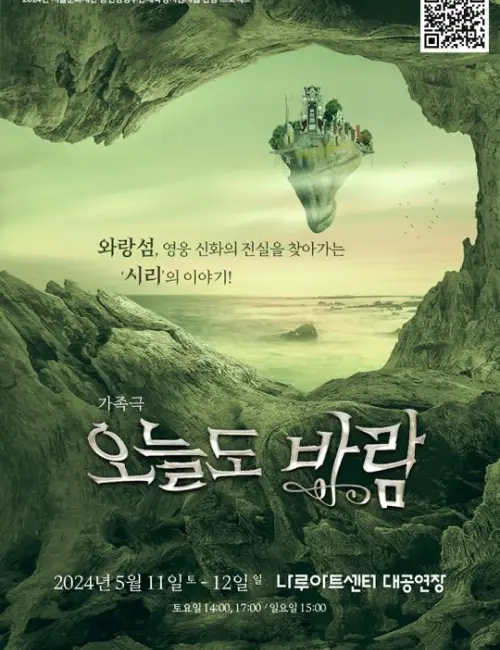 와랑섬, 영웅 신화의 진실을 찾아가는
‘시리’의 이야기!
가족극
오늘도 바람
2024년 5월 11일 토 - 12일 일 나루아트센터 대공연장
토요일 14:00, 17:00 / 일요일 15:00